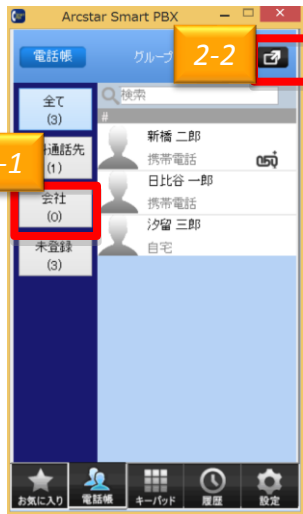 Arcstar Smart PBX
電話帳
グループ
2-2
全て
(3)
検索
#
通話先
(1)
-1
会社
(0)
未登録
(3)
新橋 二郎
携帯電話
日比谷 一郎
携帯電話
汐留 三郎
自宅
お気に入り
電話帳
キーパッド
履歴
設定